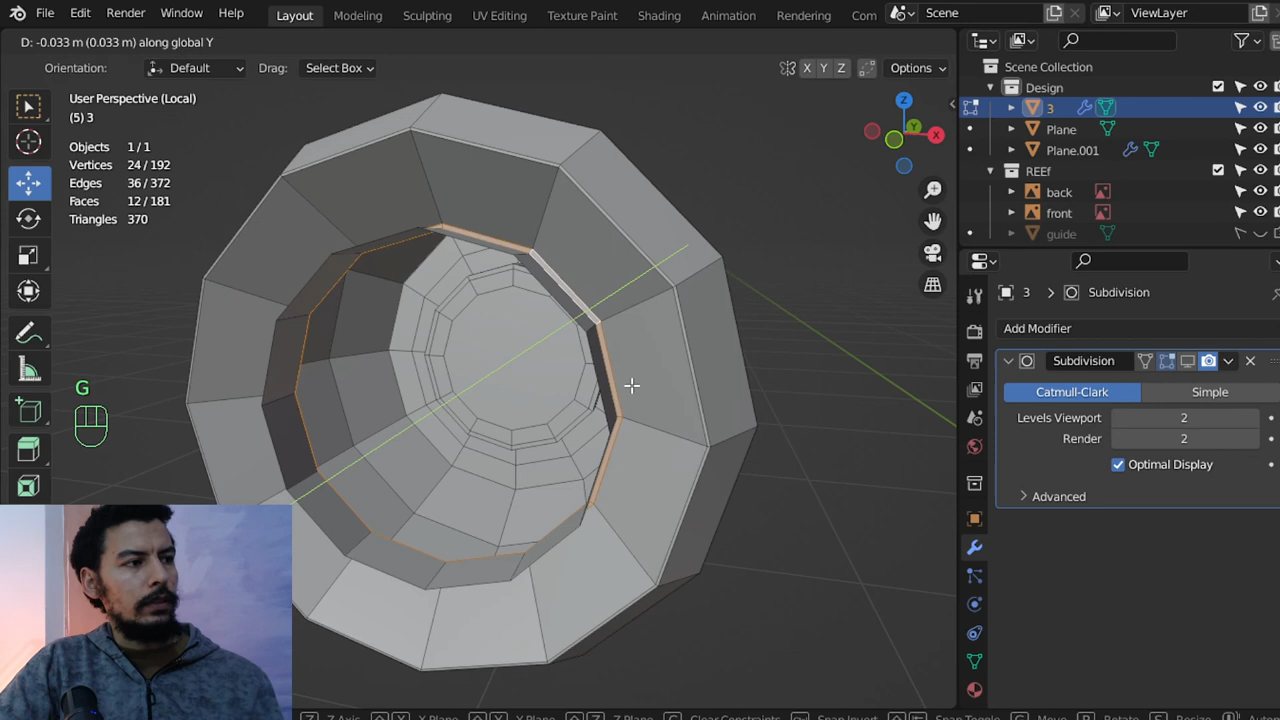 File Edit Render Window Help Layout Modeling Sculpting UV Editing Texture Paint Shading Animation Rendering Com Scene ViewLayer
D: -0.033 m (0.033 m) along global Y
Orientation: Default Drag: Select Box X Y Z Options
User Perspective (Local)
(5) 3
Objects 1 / 1
Vertices 24 / 192
Edges 36 / 372
Faces 12 / 181
Triangles 370
Z
Y
X
G
Scene Collection
Design
3
Plane
Plane.001
REEf
back
front
guide
3 > Subdivision
Add Modifier
Subdivision
Catmull-Clark Simple
Levels Viewport 2
Render 2
Optimal Display
Advanced